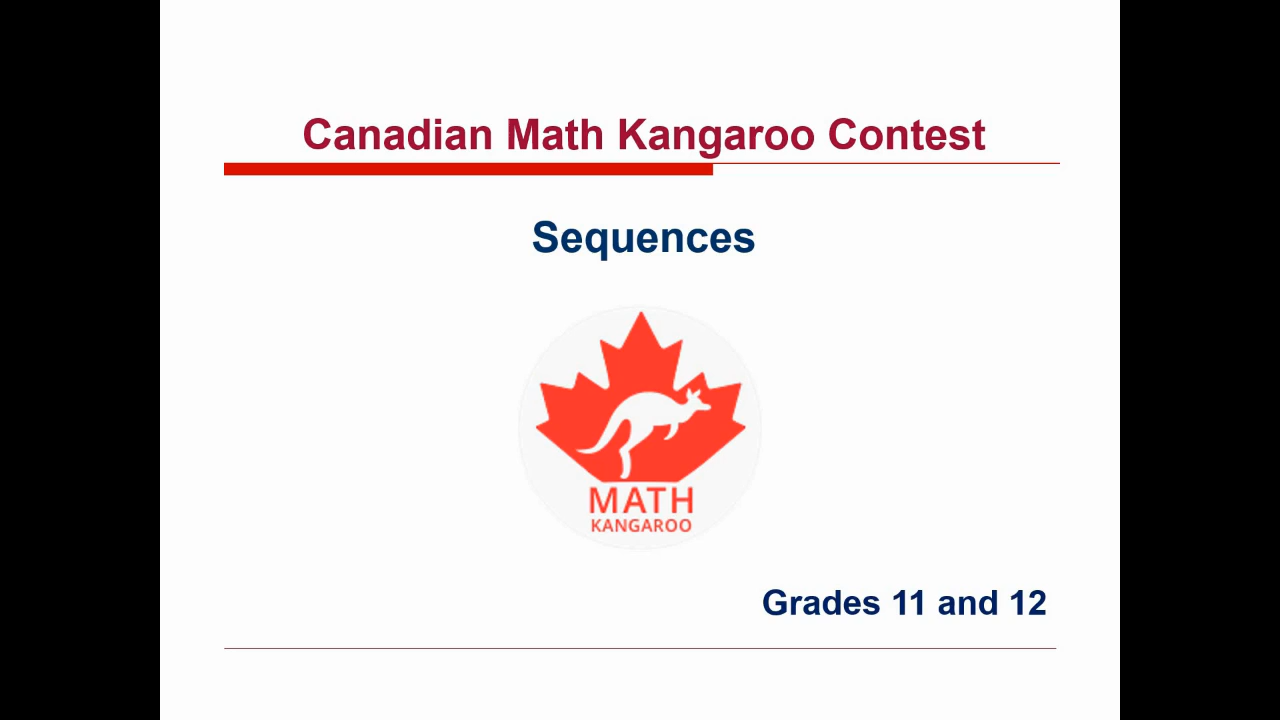 Canadian Math Kangaroo Contest
Sequences
MATH
KANGAROO
Grades 11 and 12